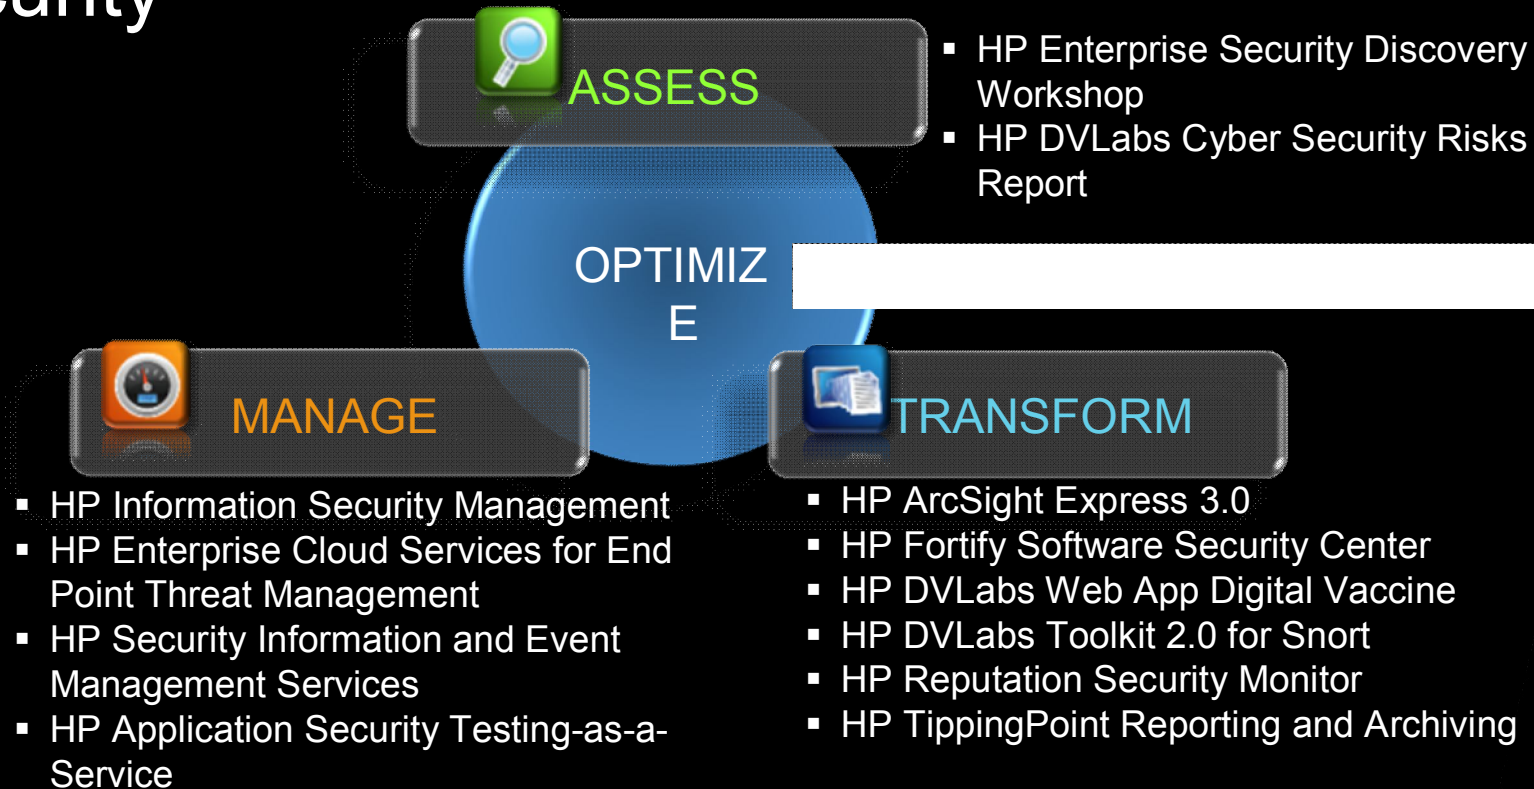 ASSESS
▪ HP Enterprise Security Discovery
Workshop
▪ HP DVLabs Cyber Security Risks
Report
OPTIMIZ
E
MANAGE
▪ HP Information Security Management
▪ HP Enterprise Cloud Services for End
Point Threat Management
▪ HP Security Information and Event
Management Services
▪ HP Application Security Testing-as-a-
Service
TRANSFORM
▪ HP ArcSight Express 3.0
▪ HP Fortify Software Security Center
▪ HP DVLabs Web App Digital Vaccine
▪ HP DVLabs Toolkit 2.0 for Snort
▪ HP Reputation Security Monitor
▪ HP TippingPoint Reporting and Archiving